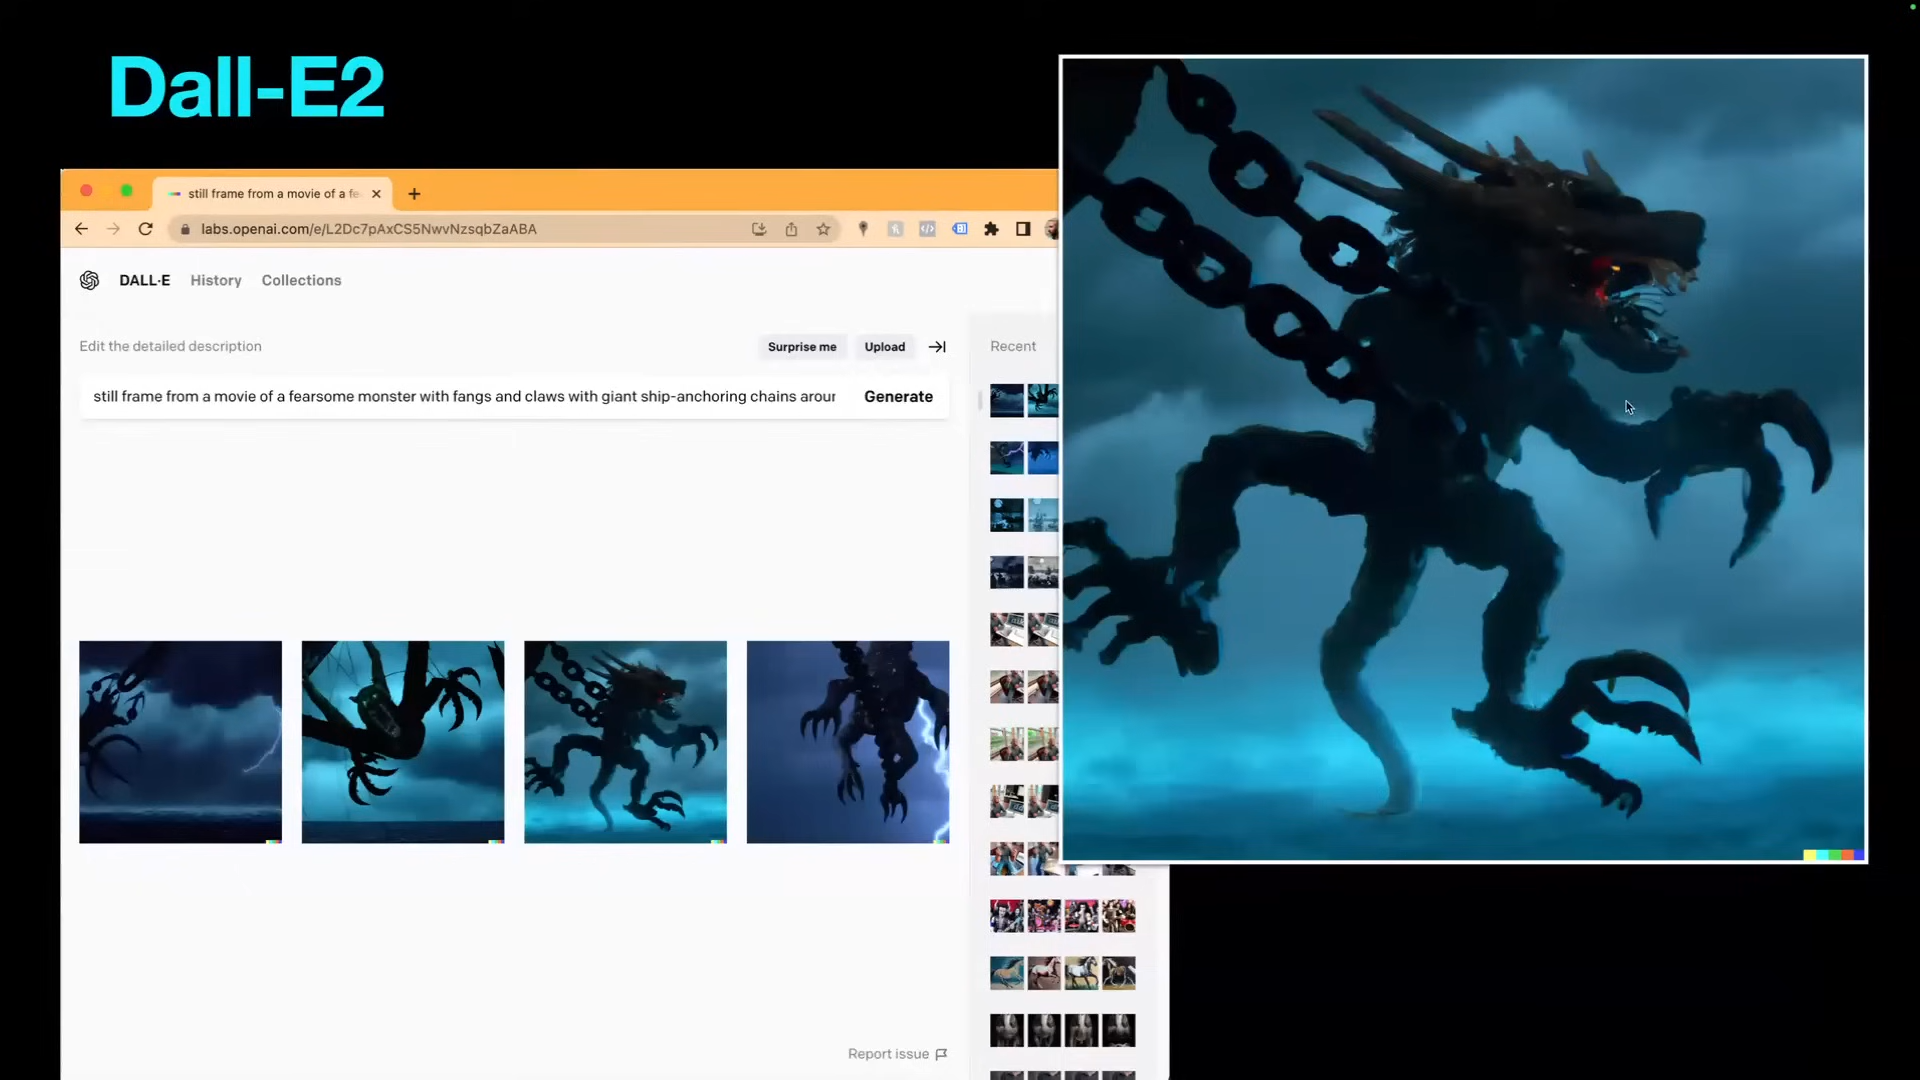 Dall-E2
still frame from a movie of a fe
labs.openai.com/e/L2Dc7pAxCS5NwvNzsqbZaABA
DALL·E History Collections
Edit the detailed description
Surprise me
Upload
Recent
still frame from a movie of a fearsome monster with fangs and claws with giant ship-anchoring chains arour
Generate
Report issue